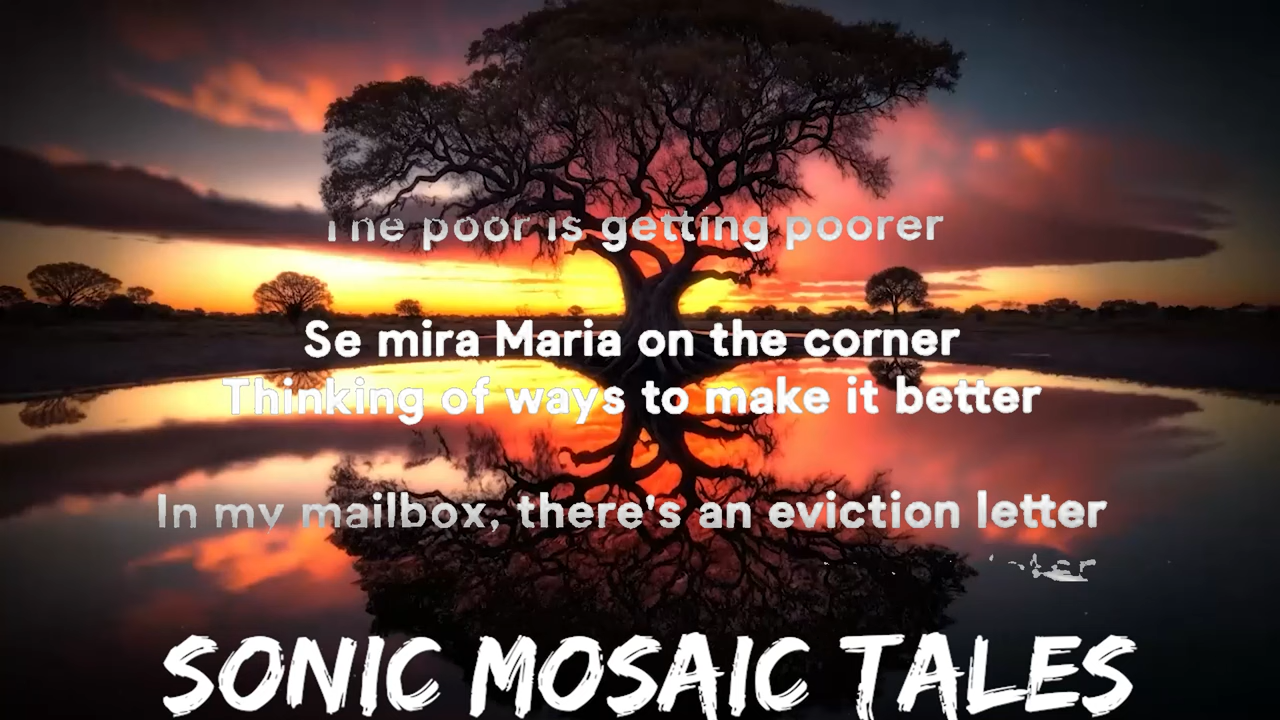 The poor is getting poorer
Se mira Maria on the corner
Thinking of ways to make it better
In my mailbox, there's an eviction letter
SONIC MOSAIC TALES